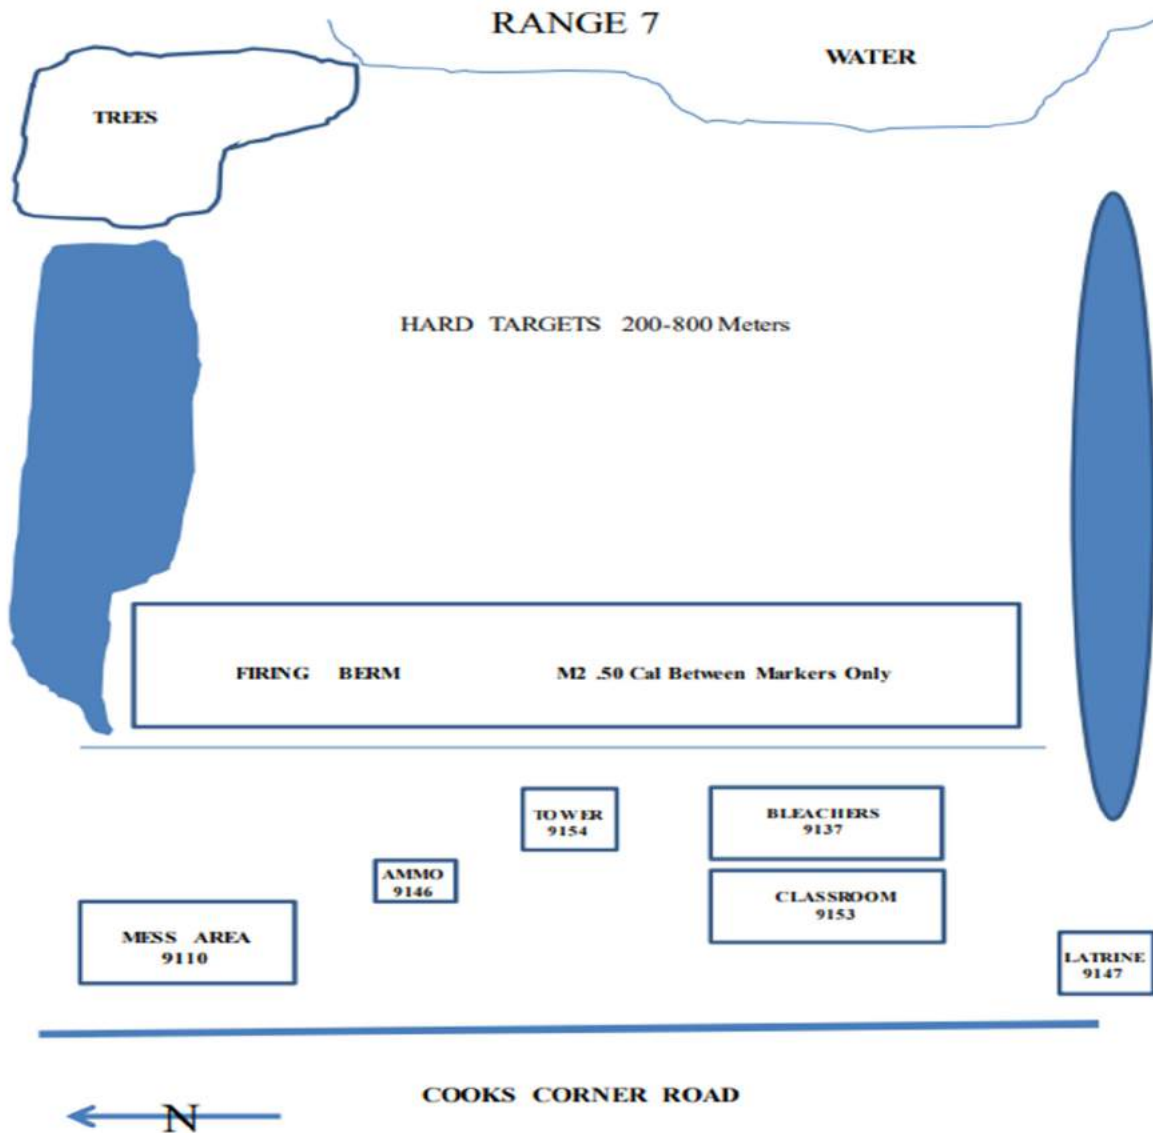 RANGE 7
WATER
TREES
HARD TARGETS 200-800 Meters
FIRING BERM M2 .50 Cal Between Markers Only
TOWER
9154
BLEACHERS
9137
AMMO
9146
CLASSROOM
9153
MESS AREA
9110
LATRINE
9147
COOKS CORNER ROAD
N